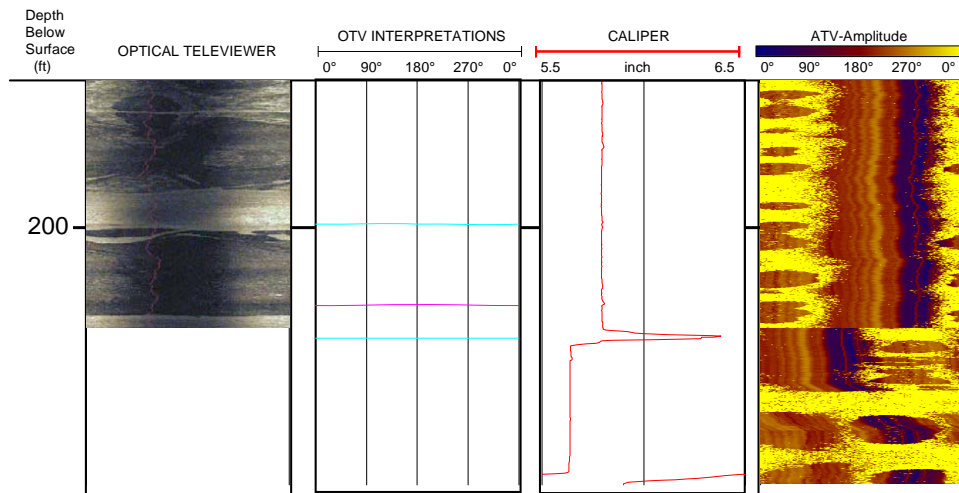 Depth
Below
Surface
(ft)
OPTICAL TELEVIEWER
OTV INTERPRETATIONS
CALIPER
ATV-Amplitude
0° 90° 180° 270° 0°
5.5 inch 6.5
0° 90° 180° 270° 0°
200